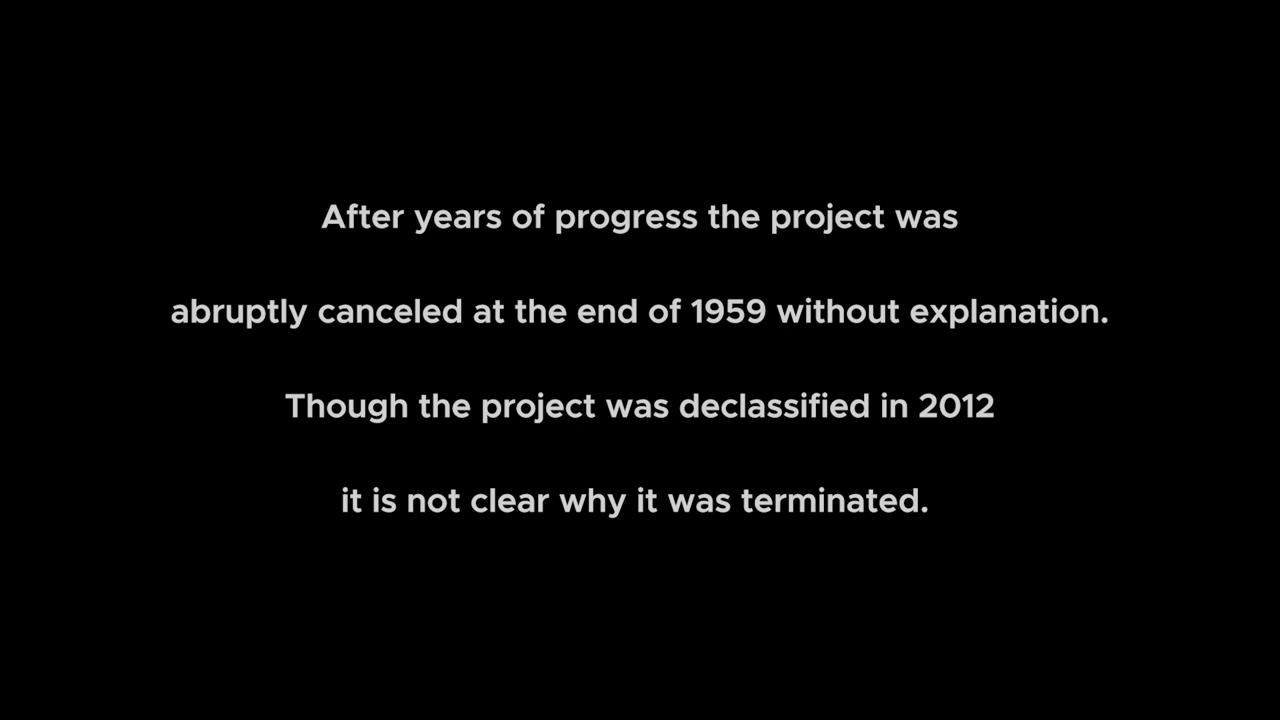 After years of progress the project was
abruptly canceled at the end of 1959 without explanation.
Though the project was declassified in 2012
it is not clear why it was terminated.